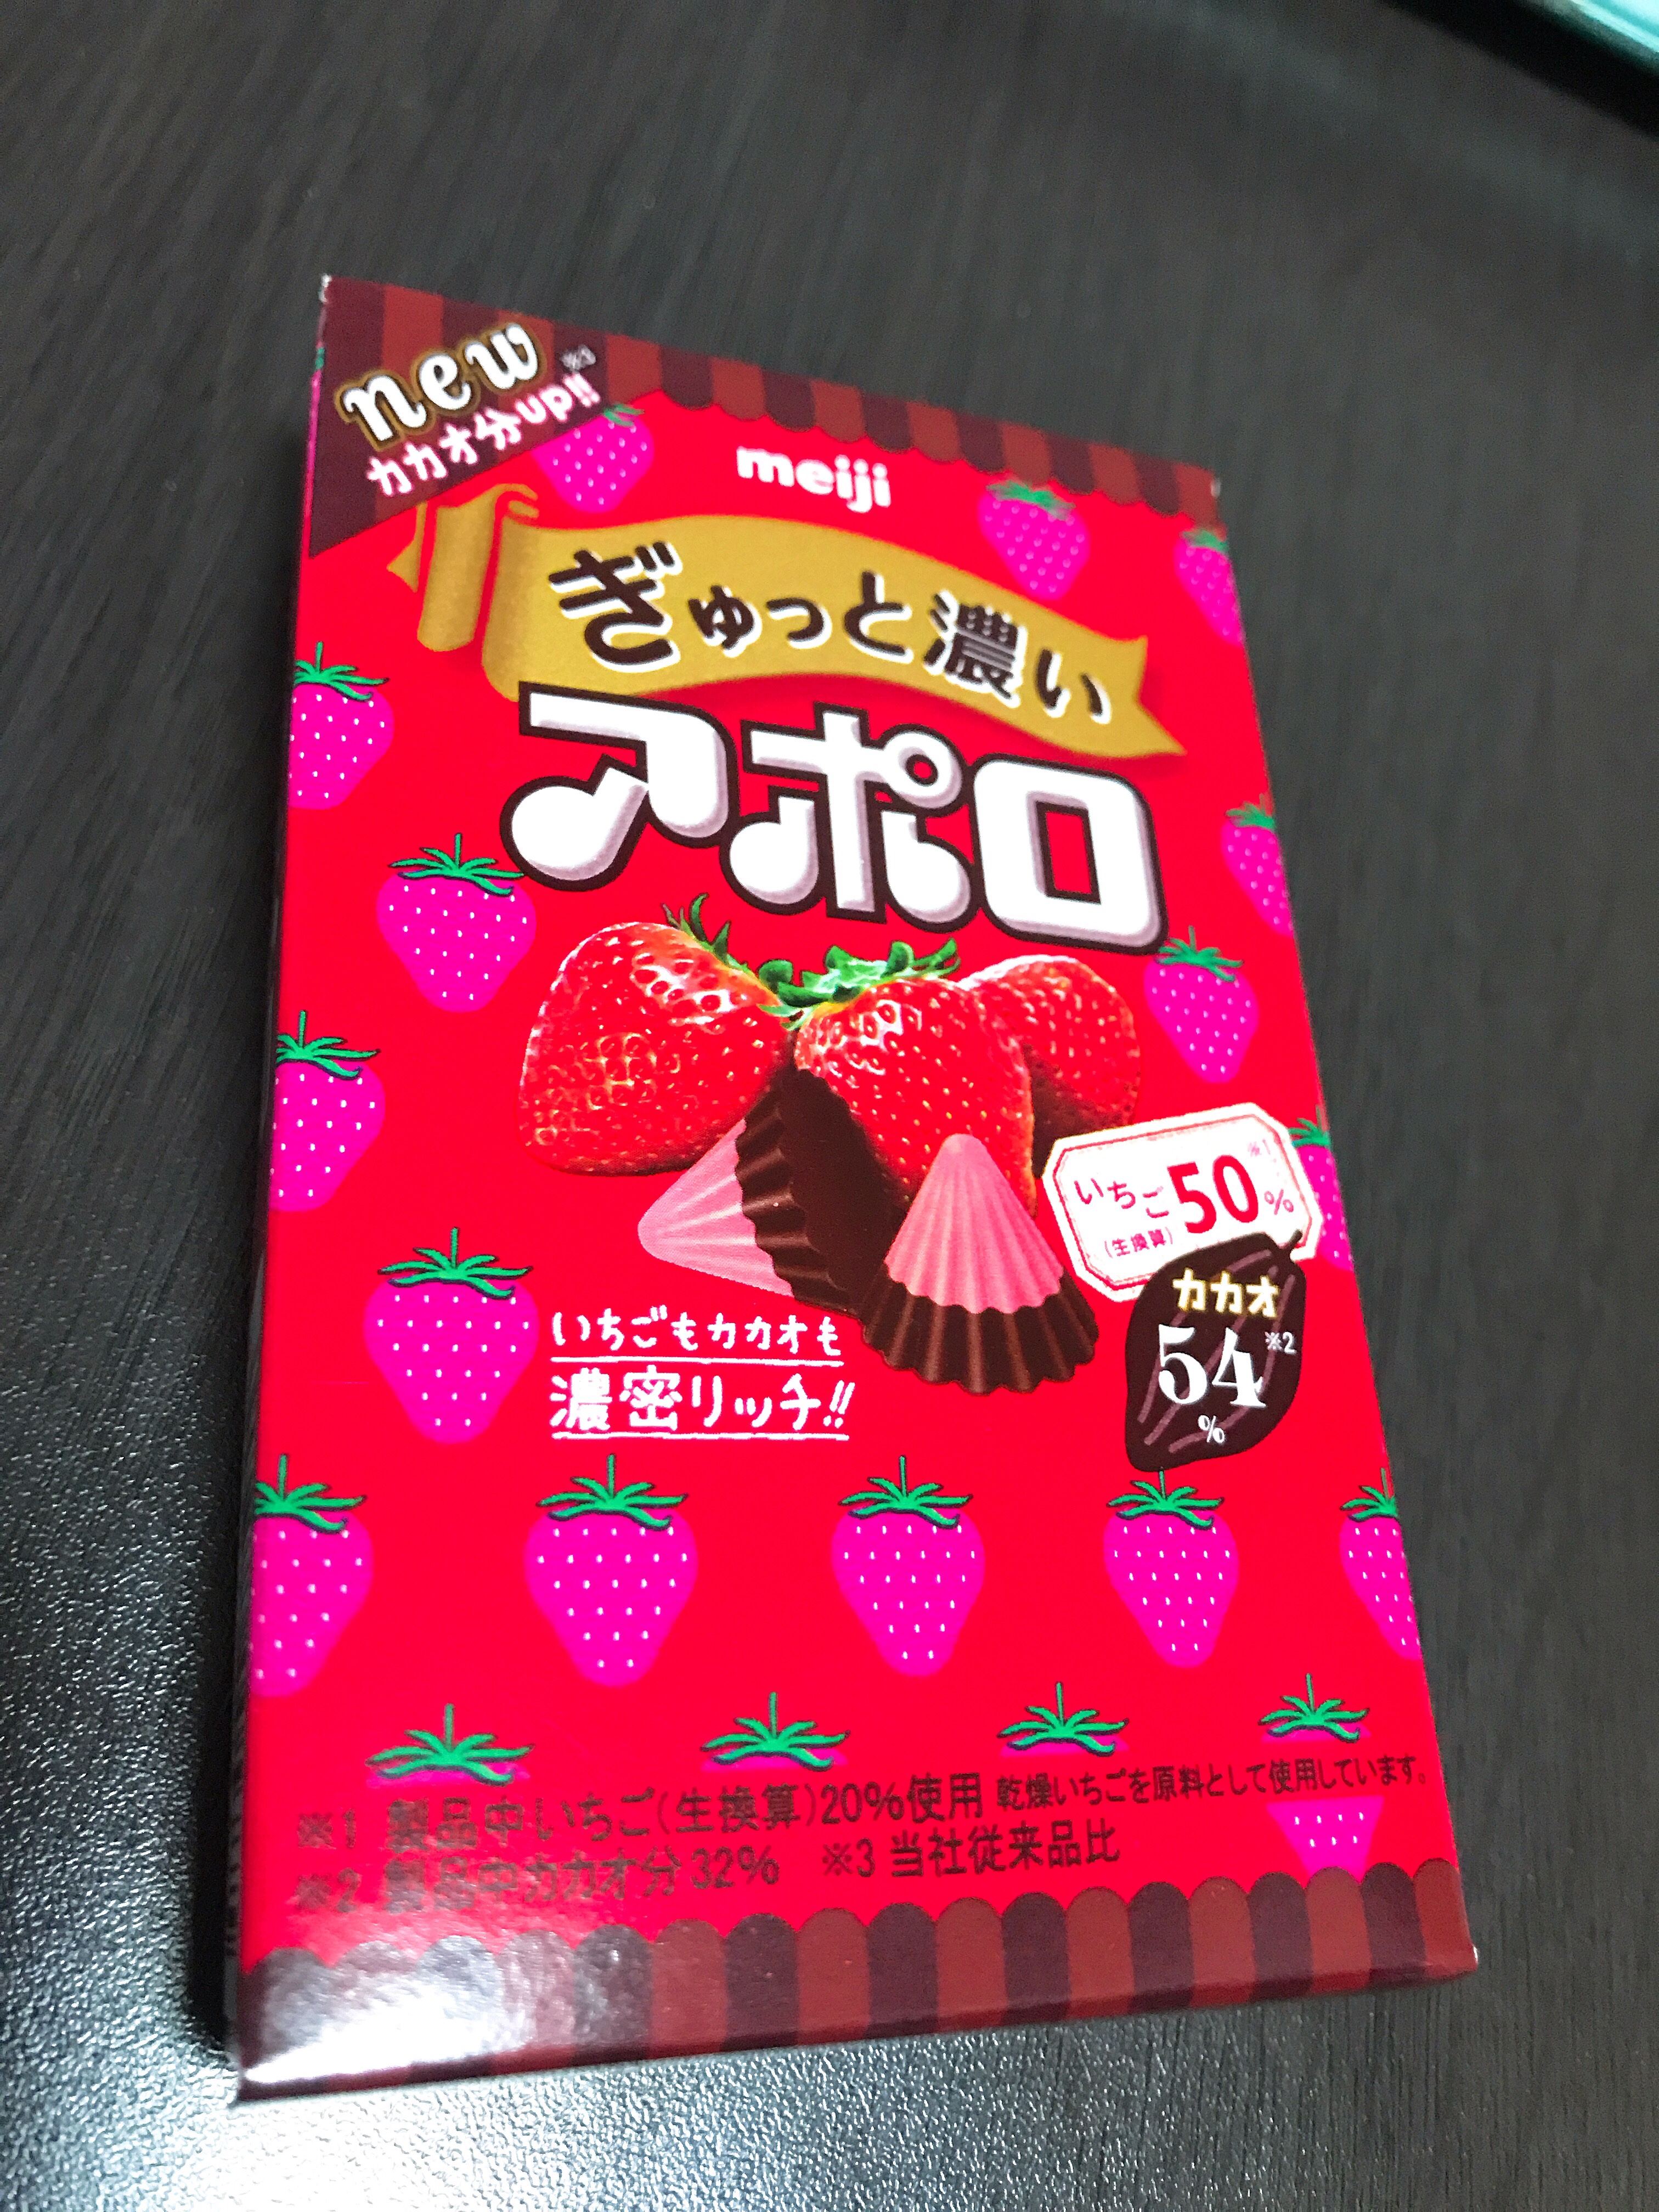 new
カカオ分up!! ※3
meiji
ぎゅっと濃い
アポロ
いちご50%※1
(生換算)
カカオ
54※2
%
いちごもカカオも
濃密リッチ!!
※1 製品中いちご(生換算)20%使用 乾燥いちごを原料として使用しています。
※2 製品中カカオ分32% ※3 当社従来品比